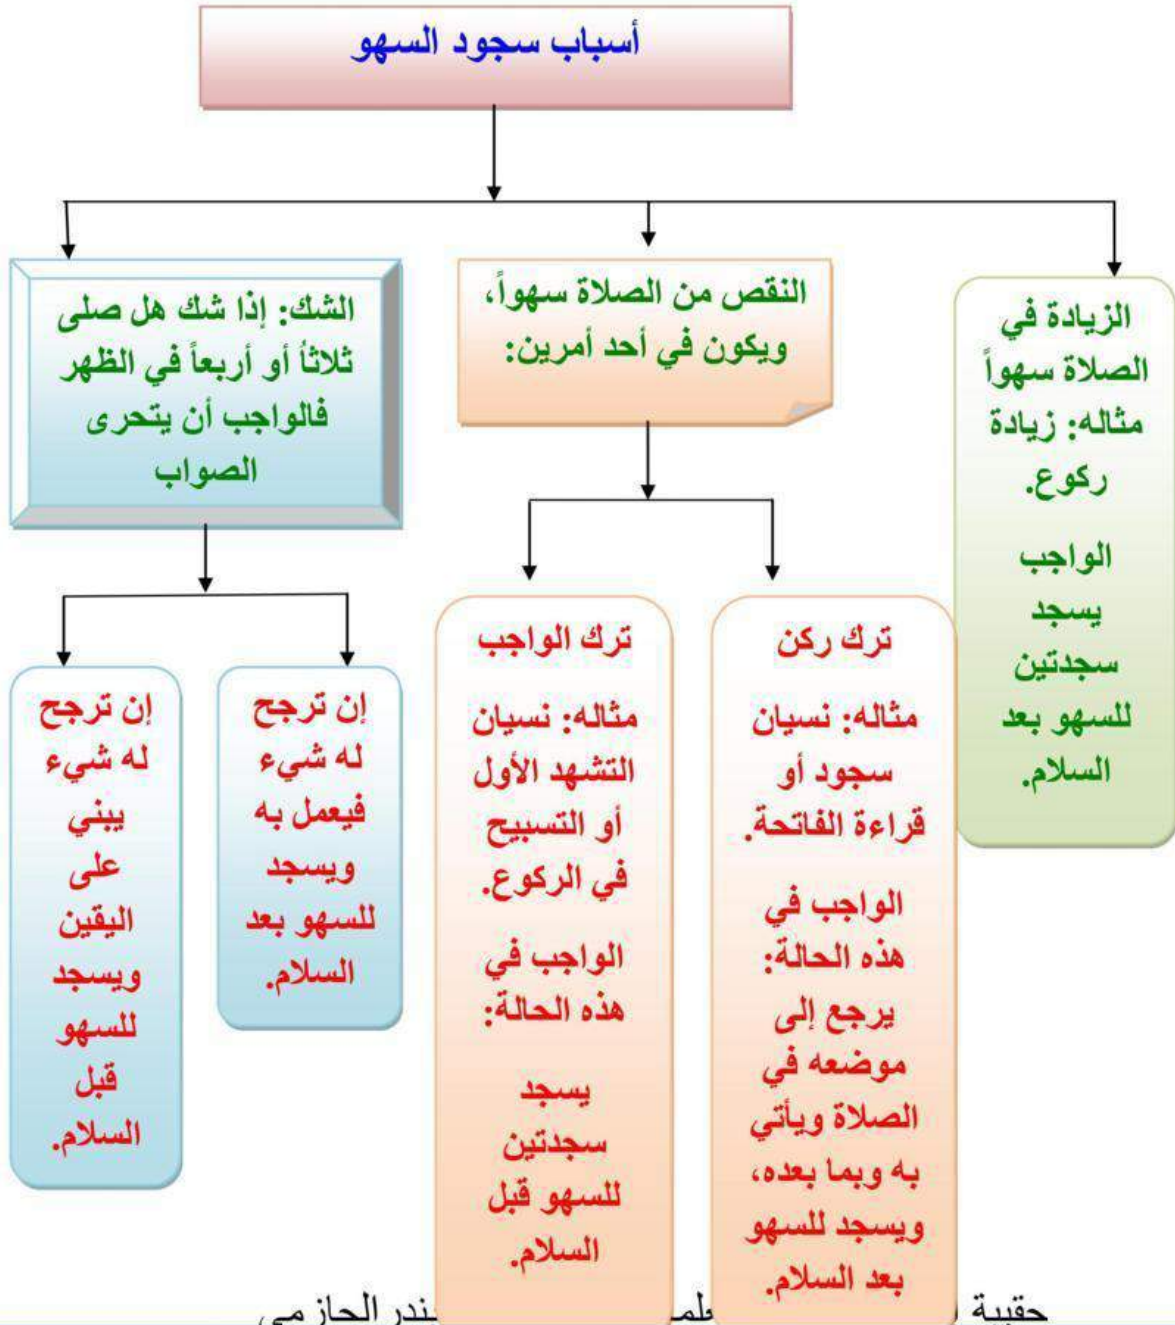 أسباب سجود السهو
الزيادة في
الصلاة سهواً
مثاله: زيادة
ركوع.
الواجب
يسجد
سجدتين
للسهو بعد
السلام.
النقص من الصلاة سهواً،
ويكون في أحد أمرين:
ترك ركن
مثاله: نسيان
سجود أو
قراءة الفاتحة.
الواجب في
هذه الحالة:
يرجع إلى
موضعه في
الصلاة ويأتي
به وبما بعده،
ويسجد للسهو
بعد السلام.
ترك الواجب
مثاله: نسيان
التشهد الأول
أو التسبيح
في الركوع.
الواجب في
هذه الحالة:
يسجد
سجدتين
للسهو قبل
السلام.
الشك: إذا شك هل صلى
ثلاثاً أو أربعاً في الظهر
فالواجب أن يتحرى
الصواب
إن ترجح
له شيء
فيعمل به
ويسجد
للسهو بعد
السلام.
إن ترجح
له شيء
يبني
على
اليقين
ويسجد
للسهو
قبل
السلام.
حقيبة الحازمي